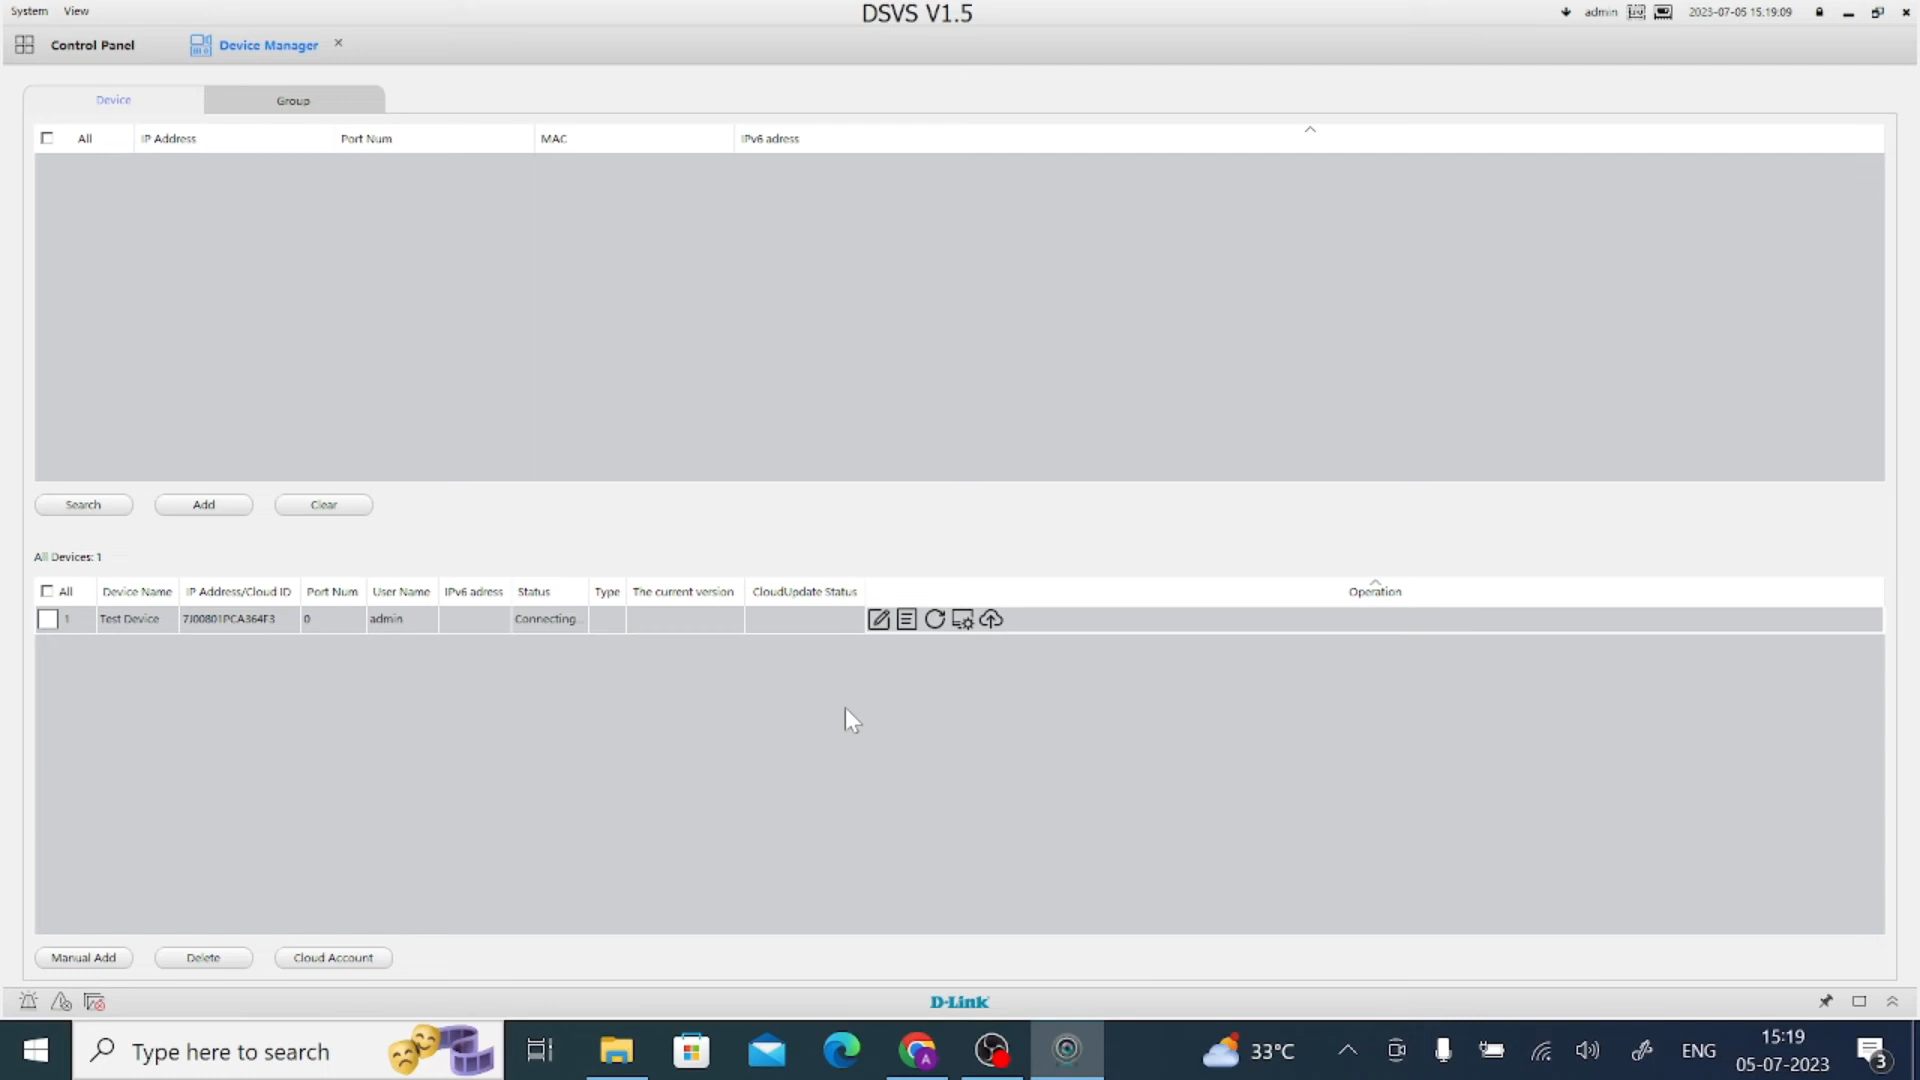 System View
DSVS V1.5
admin
2023-07-05 15:19:09
Control Panel
Device Manager
Device
Group
All
IP Address
Port Num
MAC
IPv6 adress
Search
Add
Clear
All Devices: 1
All
Device Name
IP Address/Cloud ID
Port Num
User Name
IPv6 adress
Status
Type
The current version
CloudUpdate Status
Operation
1
Test Device
7J00801PCA364F3
0
admin
Connecting...
Manual Add
Delete
Cloud Account
D-Link
Type here to search
A
33°C
ENG
15:19
05-07-2023
3